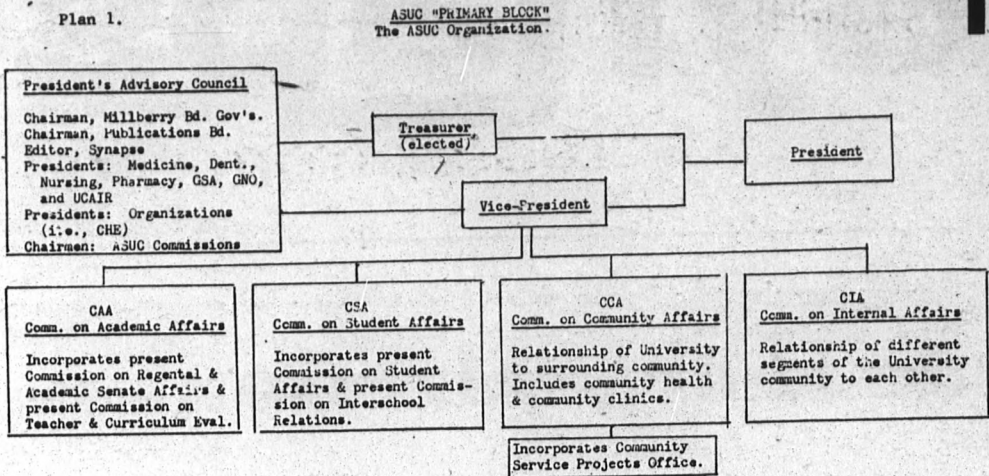 Plan 1.
ASUC "PRIMARY BLOCK"
The ASUC Organization.
President's Advisory Council
Chairman, Millberry Bd. Gov's.
Chairman, Publications Bd.
Editor, Synapse
Presidents: Medicine, Dent.,
Nursing, Pharmacy, GSA, GNO,
and UCAIR
Presidents: Organizations
(i.e., CHE)
Chairmen: ASUC Commissions
Treasurer
(elected)
Vice-President
President
CAA
Comm. on Academic Affairs
Incorporates present
Commission on Regental &
Academic Senate Affairs &
present Commission on
Teacher & Curriculum Eval.
CSA
Comm. on Student Affairs
Incorporates present
Commission on Student
Affairs & present Commis-
sion on Interschool
Relations.
CCA
Comm. on Community Affairs
Relationship of University
to surrounding community.
Includes community health
& community clinics.
Incorporates Community
Service Projects Office.
CIA
Comm. on Internal Affairs
Relationship of different
segments of the University
community to each other.